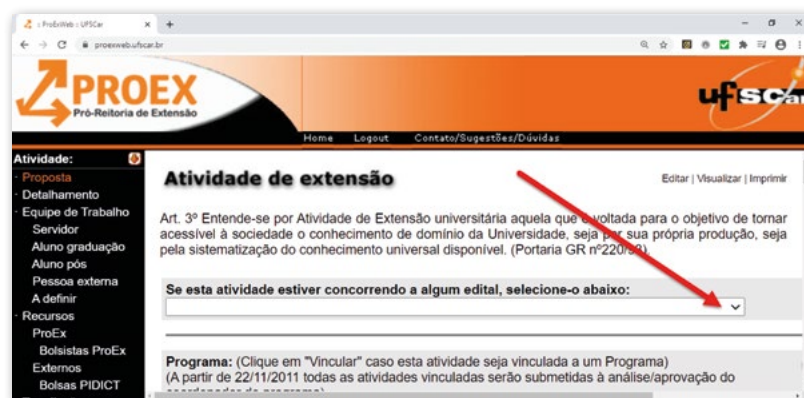 : ProExWeb :: UFSCar
proexweb.ufscar.br
PROEX
Pró-Reitoria de Extensão
ufscar
Home Logout Contato/Sugestões/Dúvidas
Atividade:
· Proposta
· Detalhamento
· Equipe de Trabalho
Servidor
Aluno graduação
Aluno pós
Pessoa externa
A definir
· Recursos
ProEx
Bolsistas ProEx
Externos
Bolsas PIDICT
Atividade de extensão
Editar | Visualizar | Imprimir
Art. 3º Entende-se por Atividade de Extensão universitária aquela que é voltada para o objetivo de tornar
acessível à sociedade o conhecimento de domínio da Universidade, seja por sua própria produção, seja
pela sistematização do conhecimento universal disponível. (Portaria GR nº220/93)
Se esta atividade estiver concorrendo a algum edital, selecione-o abaixo:
Programa: (Clique em "Vincular" caso esta atividade seja vinculada a um Programa)
(A partir de 22/11/2011 todas as atividades vinculadas serão submetidas à análise/aprovação do